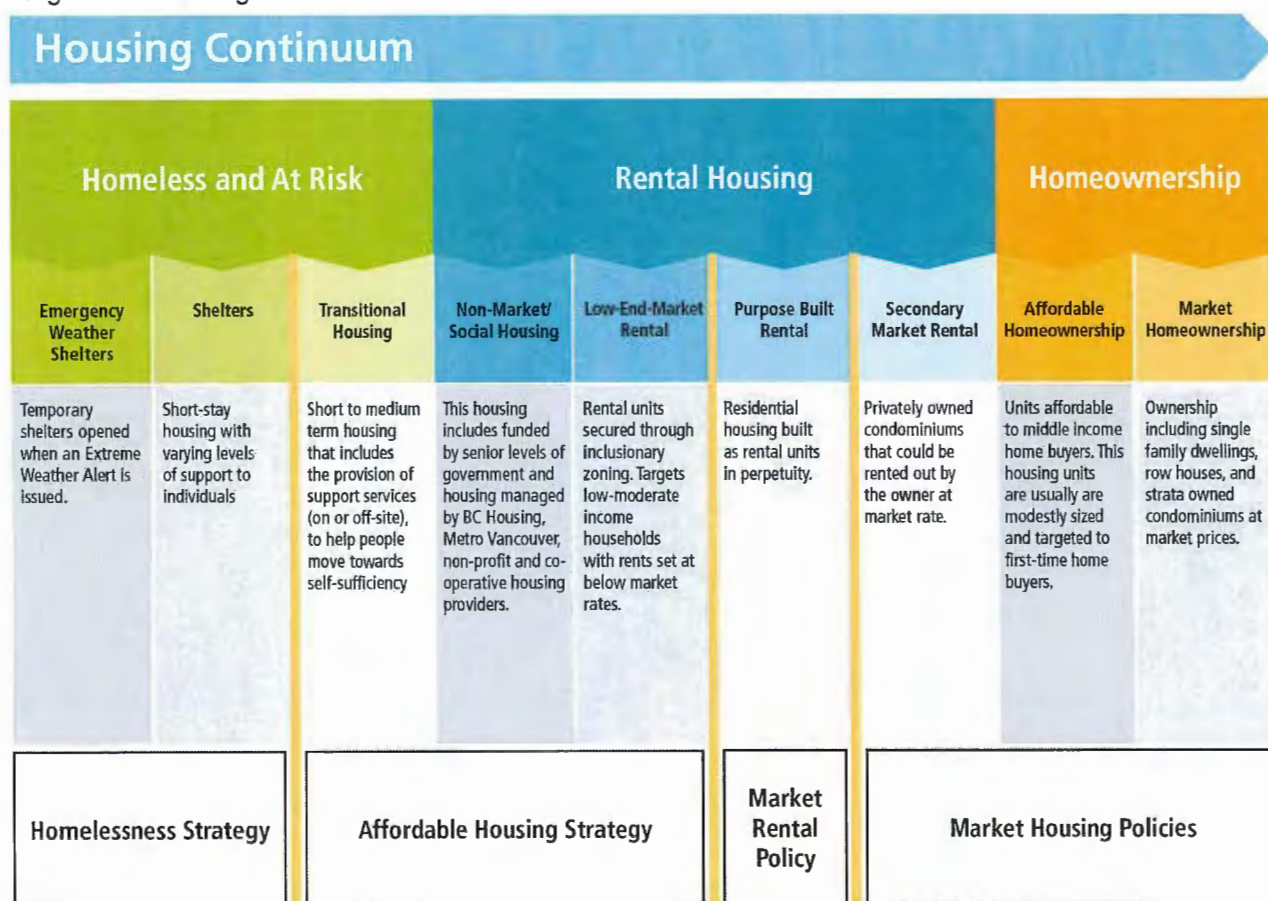 Housing Continuum
Homeless and At Risk
Rental Housing
Homeownership
Emergency
Weather
Shelters
Shelters
Transitional
Housing
Non-Market/
Social Housing
Low-End-Market
Rental
Purpose Built
Rental
Secondary
Market Rental
Affordable
Homeownership
Market
Homeownership
Temporary
shelters opened
when an Extreme
Weather Alert is
issued.
Short-stay
housing with
varying levels
of support to
individuals
Short to medium
term housing
that includes
the provision of
support services
(on or off-site),
to help people
move towards
self-sufficiency
This housing
includes funded
by senior levels of
government and
housing managed
by BC Housing,
Metro Vancouver,
non-profit and co-
operative housing
providers.
Rental units
secured through
inclusionary
zoning. Targets
low-moderate
income
households
with rents set at
below market
rates.
Residential
housing built
as rental units
in perpetuity.
Privately owned
condominiums
that could be
rented out by
the owner at
market rate.
Units affordable
to middle income
home buyers. This
housing units
are usually are
modestly sized
and targeted to
first-time home
buyers.
Ownership
including single
family dwellings,
row houses, and
strata owned
condominiums at
market prices.
Homelessness Strategy
Affordable Housing Strategy
Market
Rental
Policy
Market Housing Policies